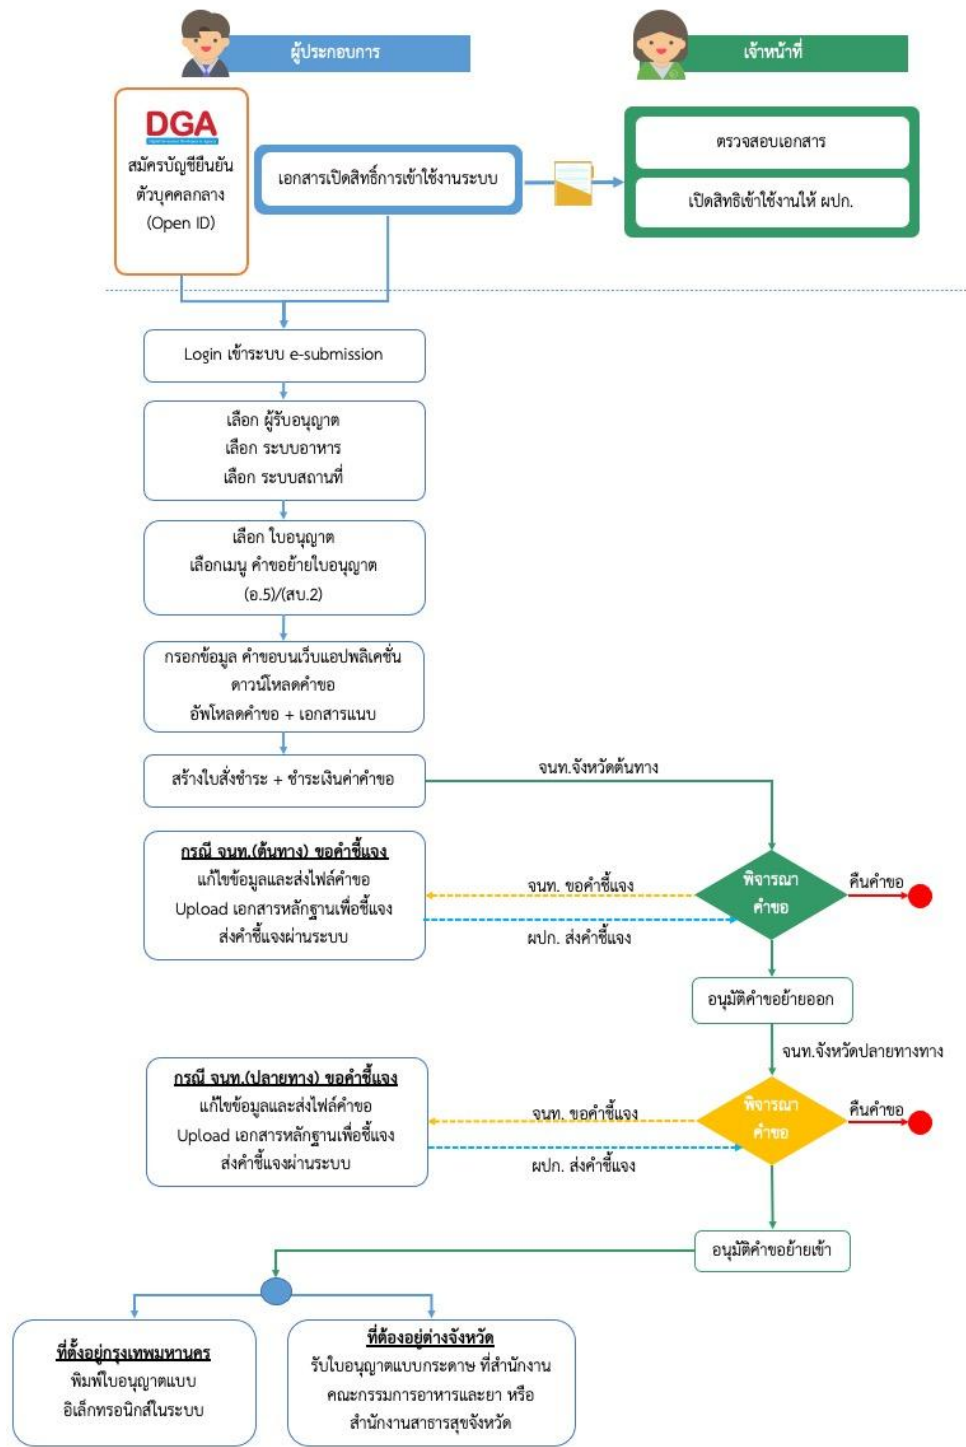 ผู้ประกอบการ
เจ้าหน้าที่
DGA
สมัครบัญชียืนยัน
ตัวบุคคลกลาง
(Open ID)
เอกสารเปิดสิทธิ์การเข้าใช้งานระบบ
ตรวจสอบเอกสาร
เปิดสิทธิเข้าใช้งานให้ ผปก.
Login เข้าระบบ e-submission
เลือก ผู้รับอนุญาต
เลือก ระบบอาหาร
เลือก ระบบสถานที่
เลือก ใบอนุญาต
เลือกเมนู คำขอย้ายใบอนุญาต
(อ.5)/(สบ.2)
กรอกข้อมูล คำขอบนเว็บแอปพลิเคชั่น
ดาวน์โหลดคำขอ
อัพโหลดคำขอ + เอกสารแนบ
สร้างใบสั่งชำระ + ชำระเงินค่าคำขอ
จนท.จังหวัดต้นทาง
กรณี จนท.(ต้นทาง) ขอคำชี้แจง
แก้ไขข้อมูลและส่งไฟล์คำขอ
Upload เอกสารหลักฐานเพื่อชี้แจง
ส่งคำชี้แจงผ่านระบบ
จนท. ขอคำชี้แจง
ผปก. ส่งคำชี้แจง
พิจารณา
คำขอ
คืนคำขอ
อนุมัติคำขอย้ายออก
จนท.จังหวัดปลายทางทาง
กรณี จนท.(ปลายทาง) ขอคำชี้แจง
แก้ไขข้อมูลและส่งไฟล์คำขอ
Upload เอกสารหลักฐานเพื่อชี้แจง
ส่งคำชี้แจงผ่านระบบ
จนท. ขอคำชี้แจง
ผปก. ส่งคำชี้แจง
พิจารณา
คำขอ
คืนคำขอ
อนุมัติคำขอย้ายเข้า
ที่ตั้งอยู่กรุงเทพมหานคร
พิมพ์ใบอนุญาตแบบ
อิเล็กทรอนิกส์ในระบบ
ที่ต้องอยู่ต่างจังหวัด
รับใบอนุญาตแบบกระดาษ ที่สำนักงาน
คณะกรรมการอาหารและยา หรือ
สำนักงานสาธารสุขจังหวัด